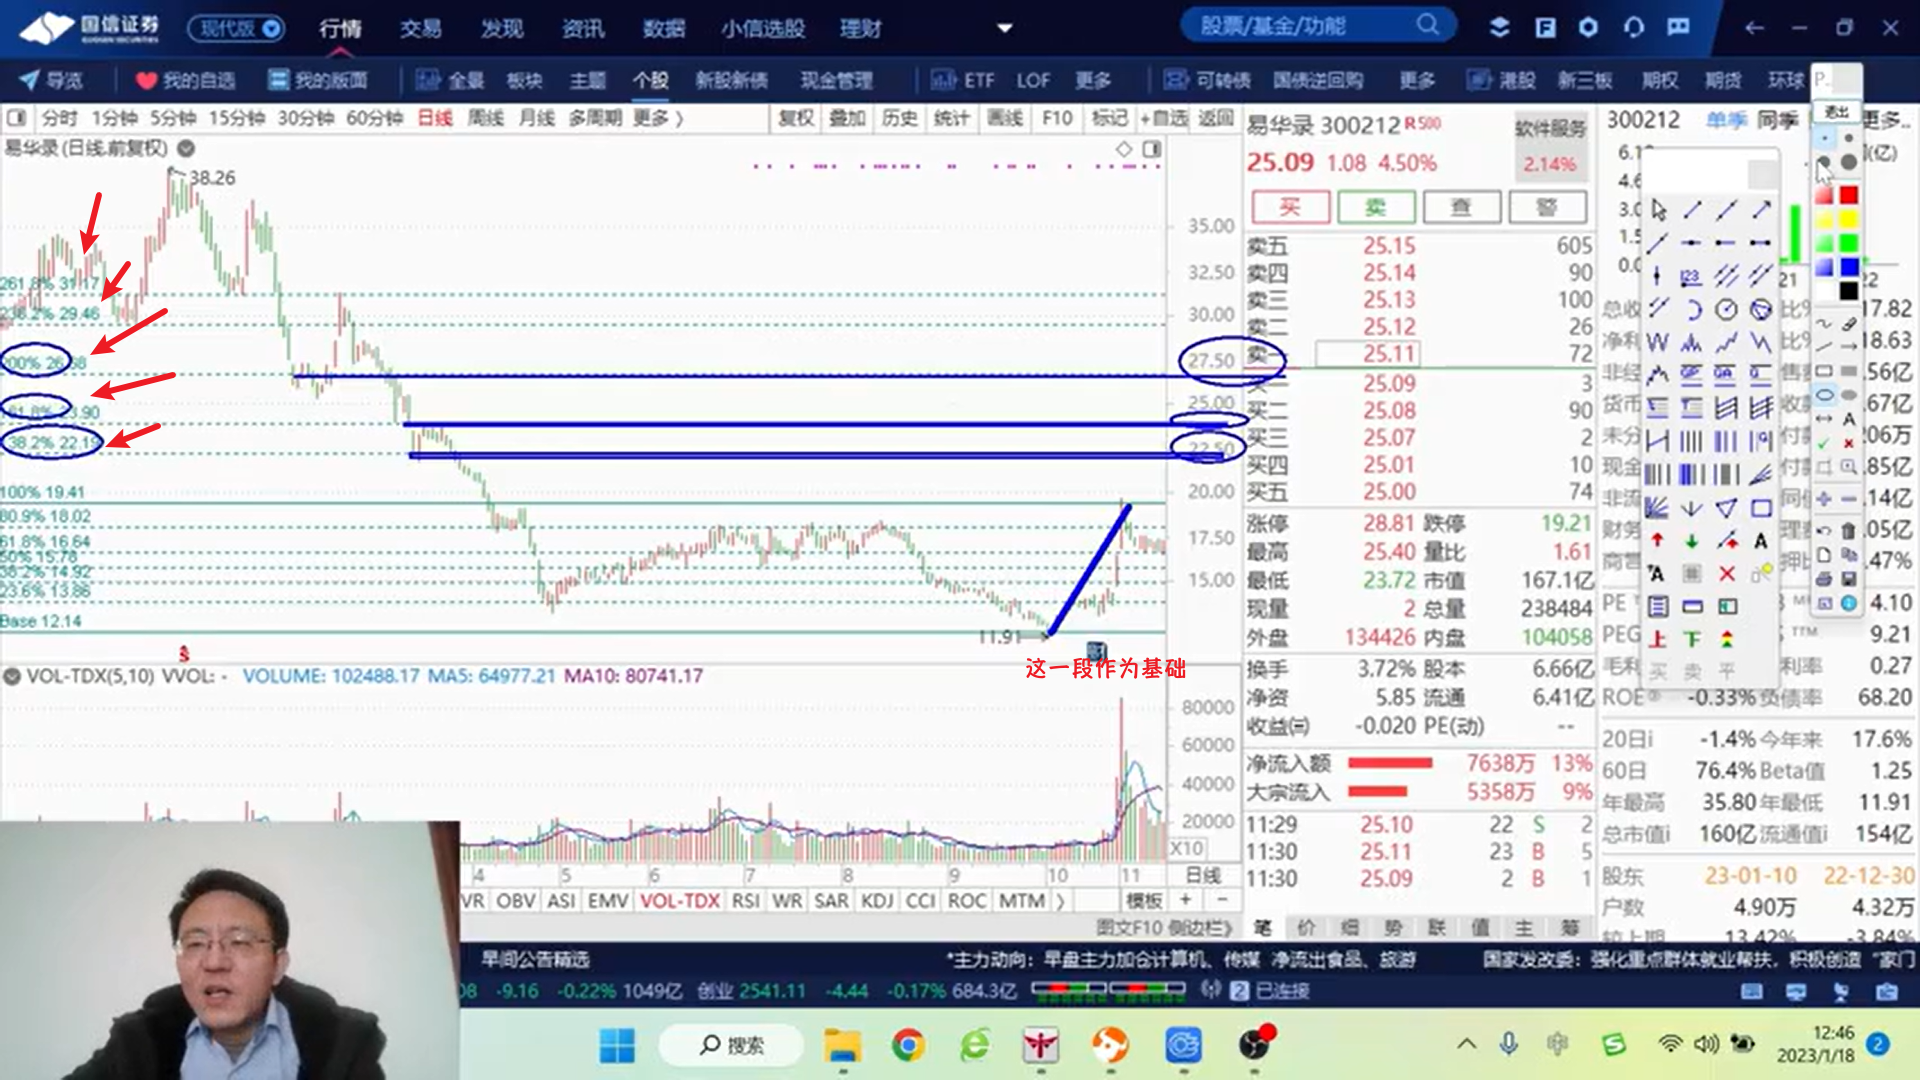 国信证券
GUOSEN SECURITIES
现代版
行情 交易 发现 资讯 数据 小信选股 理财
股票/基金/功能
导览 我的自选 我的版面 全景 板块 主题 个股 新股新债 现金管理 ETF LOF 更多 可转债 国债逆回购 更多 港股 新三板 期权 期货 环球
P..
退出
分时 1分钟 5分钟 15分钟 30分钟 60分钟 日线 周线 月线 多周期 更多 〉
复权 叠加 历史 统计 画线 F10 标记 +自选 返回
易华录(日线.前复权)
38.26
261.8% 31.17
238.2% 29.46
200% 26.68
161.8% 23.90
138.2% 22.19
100% 19.41
80.9% 18.02
61.8% 16.64
50% 15.78
38.2% 14.92
23.6% 13.86
Base 12.14
35.00
32.50
30.00
27.50
25.00
22.50
20.00
17.50
15.00
11.91
财
这一段作为基础
VOL-TDX(5,10) VVOL: - VOLUME: 102488.17 MA5: 64977.21 MA10: 80741.17
80000
60000
40000
20000
X10
4 5 6 7 8 9 10 11 日线
VR OBV ASI EMV VOL-TDX RSI WR SAR KDJ CCI ROC MTM 〉 模板 + -
图文F10 侧边栏》
易华录 300212 R 500
25.09 1.08 4.50%
软件服务
2.14%
买 卖 查 警
卖五 25.15 605
卖四 25.14 90
卖三 25.13 100
卖二 25.12 26
卖一 25.11 72
买一 25.09 3
买二 25.08 90
买三 25.07 2
买四 25.01 10
买五 25.00 74
涨停 28.81 跌停 19.21
最高 25.40 量比 1.61
最低 23.72 市值 167.1亿
现量 2 总量 238484
外盘 134426 内盘 104058
换手 3.72% 股本 6.66亿
净资 5.85 流通 6.41亿
收益㈢ -0.020 PE(动) --
净流入额 7638万 13%
大宗流入 5358万 9%
11:29 25.10 22 S 2
11:30 25.11 23 B 5
11:30 25.09 2 B 1
笔 价 细 势 联 值 主 筹
300212 单季 同季 更多..
(亿)
22
17.82
18.63
.56亿
.67亿
206万
.85亿
.14亿
.05亿
.47%
PE 4.10
PEG TTM 9.21
毛利 利率 0.27
ROE -0.33% 负债率 68.20
20日i -1.4% 今年来 17.6%
60日 76.4% Beta值 1.25
年最高 35.80 年最低 11.91
总市值i 160亿 流通值i 154亿
股东 23-01-10 22-12-30
户数 4.90万 4.32万
较上期 13.42% -3.84%
早间公告精选 *主力动向：早盘主力加仓计算机、传媒 净流出食品、旅游 国家发改委：强化重点群体就业帮扶，积极创造“家门
08 -9.16 -0.22% 1049亿 创业 2541.11 -4.44 -0.17% 684.3亿 2 已连接
搜索
12:46
2023/1/18
2